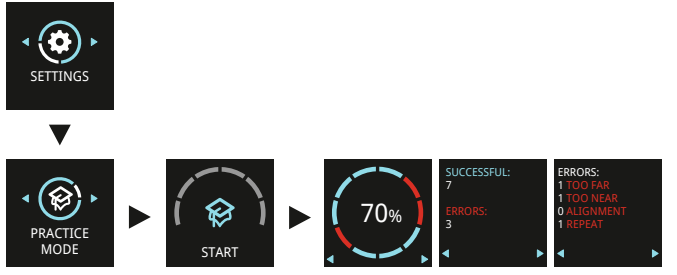 SETTINGS
PRACTICE
MODE
START
70%
SUCCESSFUL:
7
ERRORS:
3
ERRORS:
1 TOO FAR
1 TOO NEAR
0 ALIGNMENT
1 REPEAT